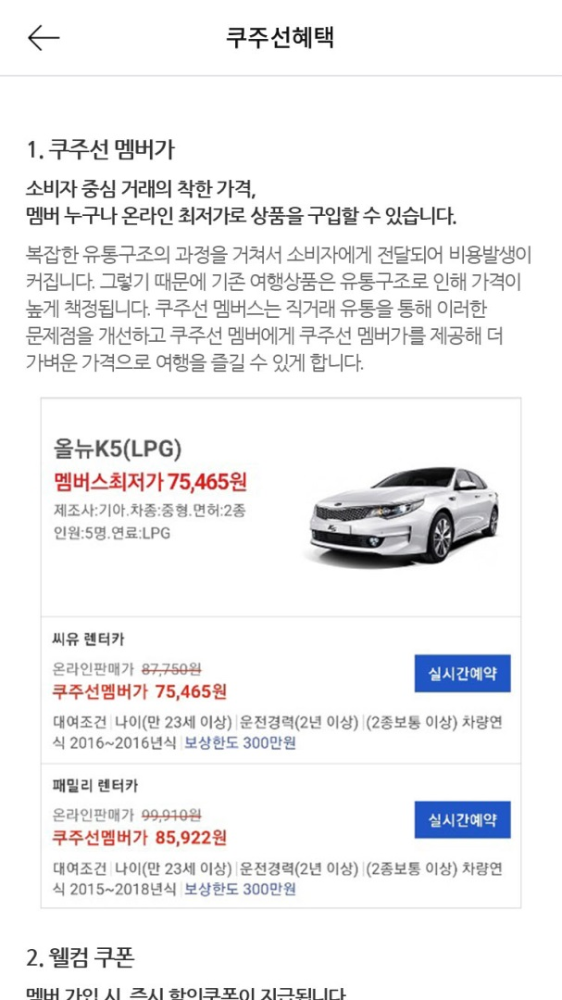 쿠주선혜택
1. 쿠주선 멤버가
소비자 중심 거래의 착한 가격,
멤버 누구나 온라인 최저가로 상품을 구입할 수 있습니다.
복잡한 유통구조의 과정을 거쳐서 소비자에게 전달되어 비용발생이
커집니다. 그렇기 때문에 기존 여행상품은 유통구조로 인해 가격이
높게 책정됩니다. 쿠주선 멤버스는 직거래 유통을 통해 이러한
문제점을 개선하고 쿠주선 멤버에게 쿠주선 멤버가를 제공해 더
가벼운 가격으로 여행을 즐길 수 있게 합니다.
올뉴K5(LPG)
멤버스최저가 75,465원
제조사:기아.차종:중형.면허:2종
인원:5명.연료:LPG
K5
씨유 렌터카
온라인판매가 87,750원
쿠주선멤버가 75,465원
실시간예약
대여조건 | 나이(만 23세 이상) | 운전경력(2년 이상) | (2종보통 이상) 차량연
식 2016~2016년식 | 보상한도 300만원
패밀리 렌터카
온라인판매가 99,910원
쿠주선멤버가 85,922원
실시간예약
대여조건 | 나이(만 23세 이상) | 운전경력(2년 이상) | (2종보통 이상) 차량연
식 2015~2018년식 | 보상한도 300만원
2. 웰컴 쿠폰
멤버 가입 시, 즉시 할인쿠폰이 지급됩니다